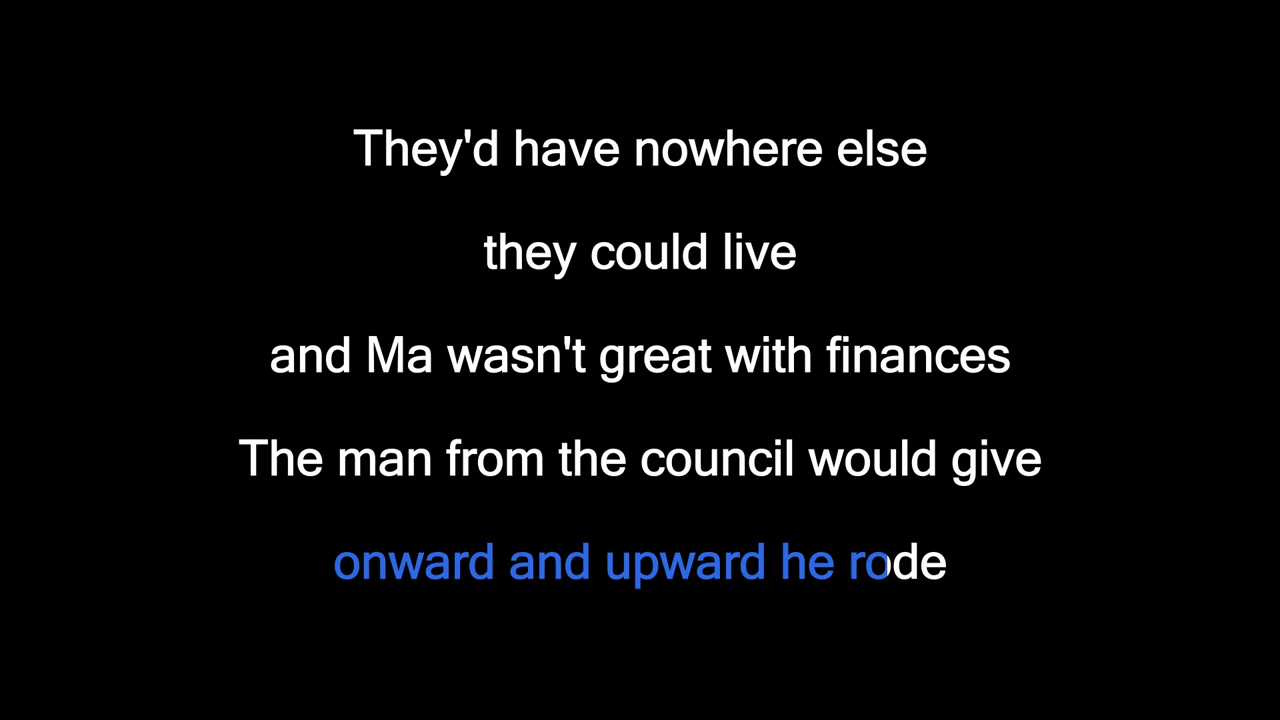 They'd have nowhere else
they could live
and Ma wasn't great with finances
The man from the council would give
onward and upward he rode